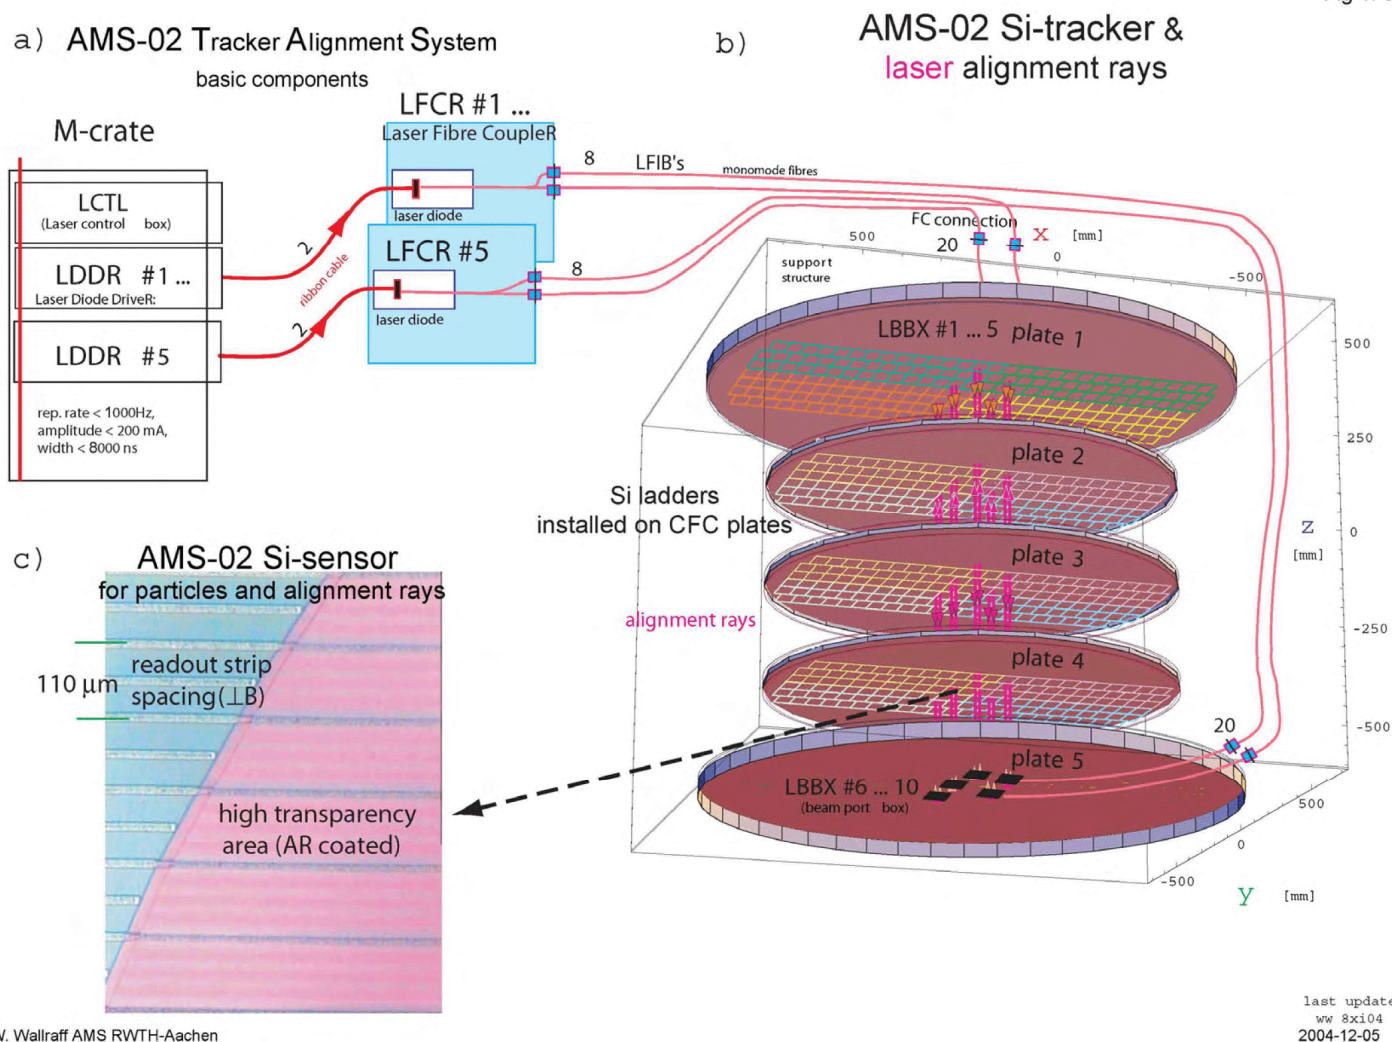 a) AMS-02 Tracker Alignment System
basic components
M-crate
LCTL
(Laser control box)
LDDR #1 ...
Laser Diode DriveR:
LDDR #5
rep. rate < 1000Hz,
amplitude < 200 mA,
width < 8000 ns
2
ribbon cable
2
LFCR #1 ...
Laser Fibre CoupleR
laser diode
LFCR #5
laser diode
8
LFIB's
monomode fibres
8
b) AMS-02 Si-tracker &
laser alignment rays
FC connection
20
x [mm]
500
0
-500
support
structure
LBBX #1 ... 5 plate 1
plate 2
plate 3
plate 4
plate 5
LBBX #6 ... 10
(beam port box)
Si ladders
installed on CFC plates
alignment rays
500
250
0
z
[mm]
-250
-500
20
500
0
-500
y [mm]
c) AMS-02 Si-sensor
for particles and alignment rays
readout strip
spacing(⊥B)
110 μm
high transparency
area (AR coated)
W. Wallraff AMS RWTH-Aachen
last update
ww 8xi04
2004-12-05